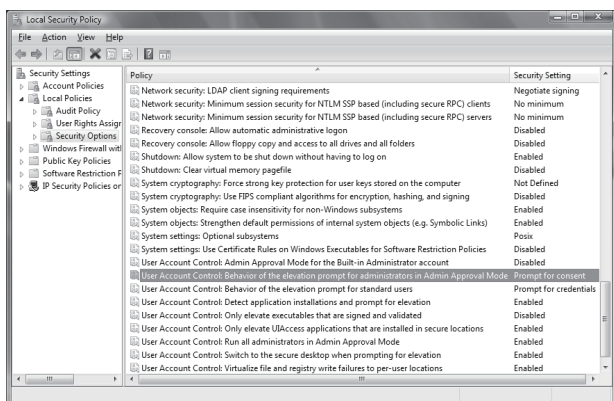 Local Security Policy
File Action View Help
Security Settings
Account Policies
Local Policies
Audit Policy
User Rights Assigr
Security Options
Windows Firewall witl
Public Key Policies
Software Restriction F
IP Security Policies or
Policy Security Setting
Network security: LDAP client signing requirements Negotiate signing
Network security: Minimum session security for NTLM SSP based (including secure RPC) clients No minimum
Network security: Minimum session security for NTLM SSP based (including secure RPC) servers No minimum
Recovery console: Allow automatic administrative logon Disabled
Recovery console: Allow floppy copy and access to all drives and all folders Disabled
Shutdown: Allow system to be shut down without having to log on Enabled
Shutdown: Clear virtual memory pagefile Disabled
System cryptography: Force strong key protection for user keys stored on the computer Not Defined
System cryptography: Use FIPS compliant algorithms for encryption, hashing, and signing Disabled
System objects: Require case insensitivity for non-Windows subsystems Enabled
System objects: Strengthen default permissions of internal system objects (e.g. Symbolic Links) Enabled
System settings: Optional subsystems Posix
System settings: Use Certificate Rules on Windows Executables for Software Restriction Policies Disabled
User Account Control: Admin Approval Mode for the Built-in Administrator account Disabled
User Account Control: Behavior of the elevation prompt for administrators in Admin Approval Mode Prompt for consent
User Account Control: Behavior of the elevation prompt for standard users Prompt for credentials
User Account Control: Detect application installations and prompt for elevation Enabled
User Account Control: Only elevate executables that are signed and validated Disabled
User Account Control: Only elevate UIAccess applications that are installed in secure locations Enabled
User Account Control: Run all administrators in Admin Approval Mode Enabled
User Account Control: Switch to the secure desktop when prompting for elevation Enabled
User Account Control: Virtualize file and registry write failures to per-user locations Enabled